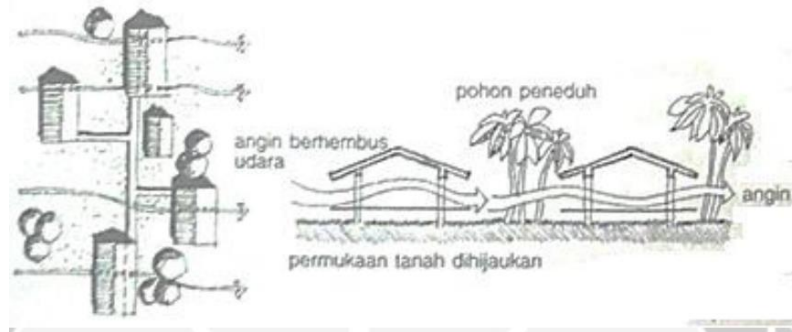 pohon peneduh
angin berhembus
udara
angin
permukaan tanah dihijaukan